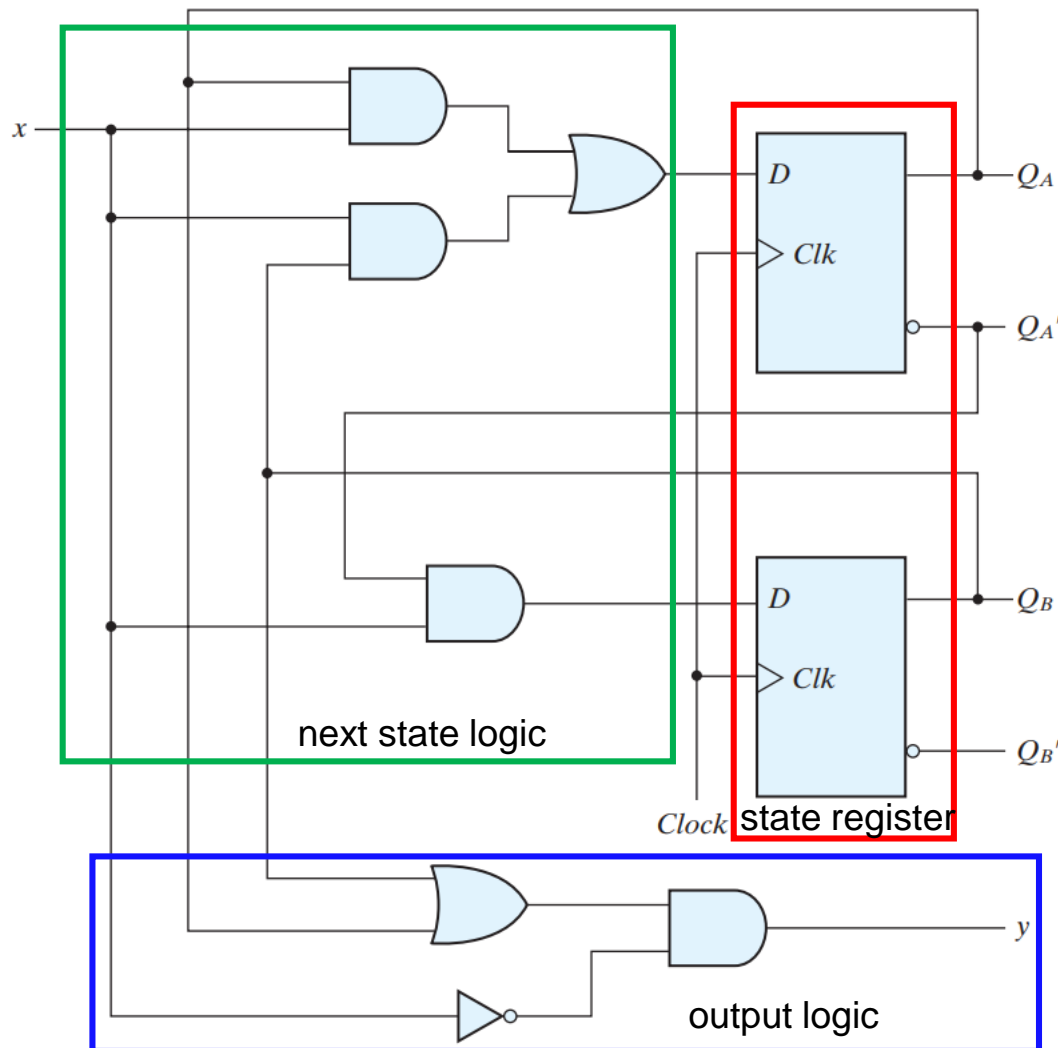 x
D
Q_A
Clk
Q_A'
D
Q_B
Clk
next state logic
Q_B'
Clock
state register
y
output logic